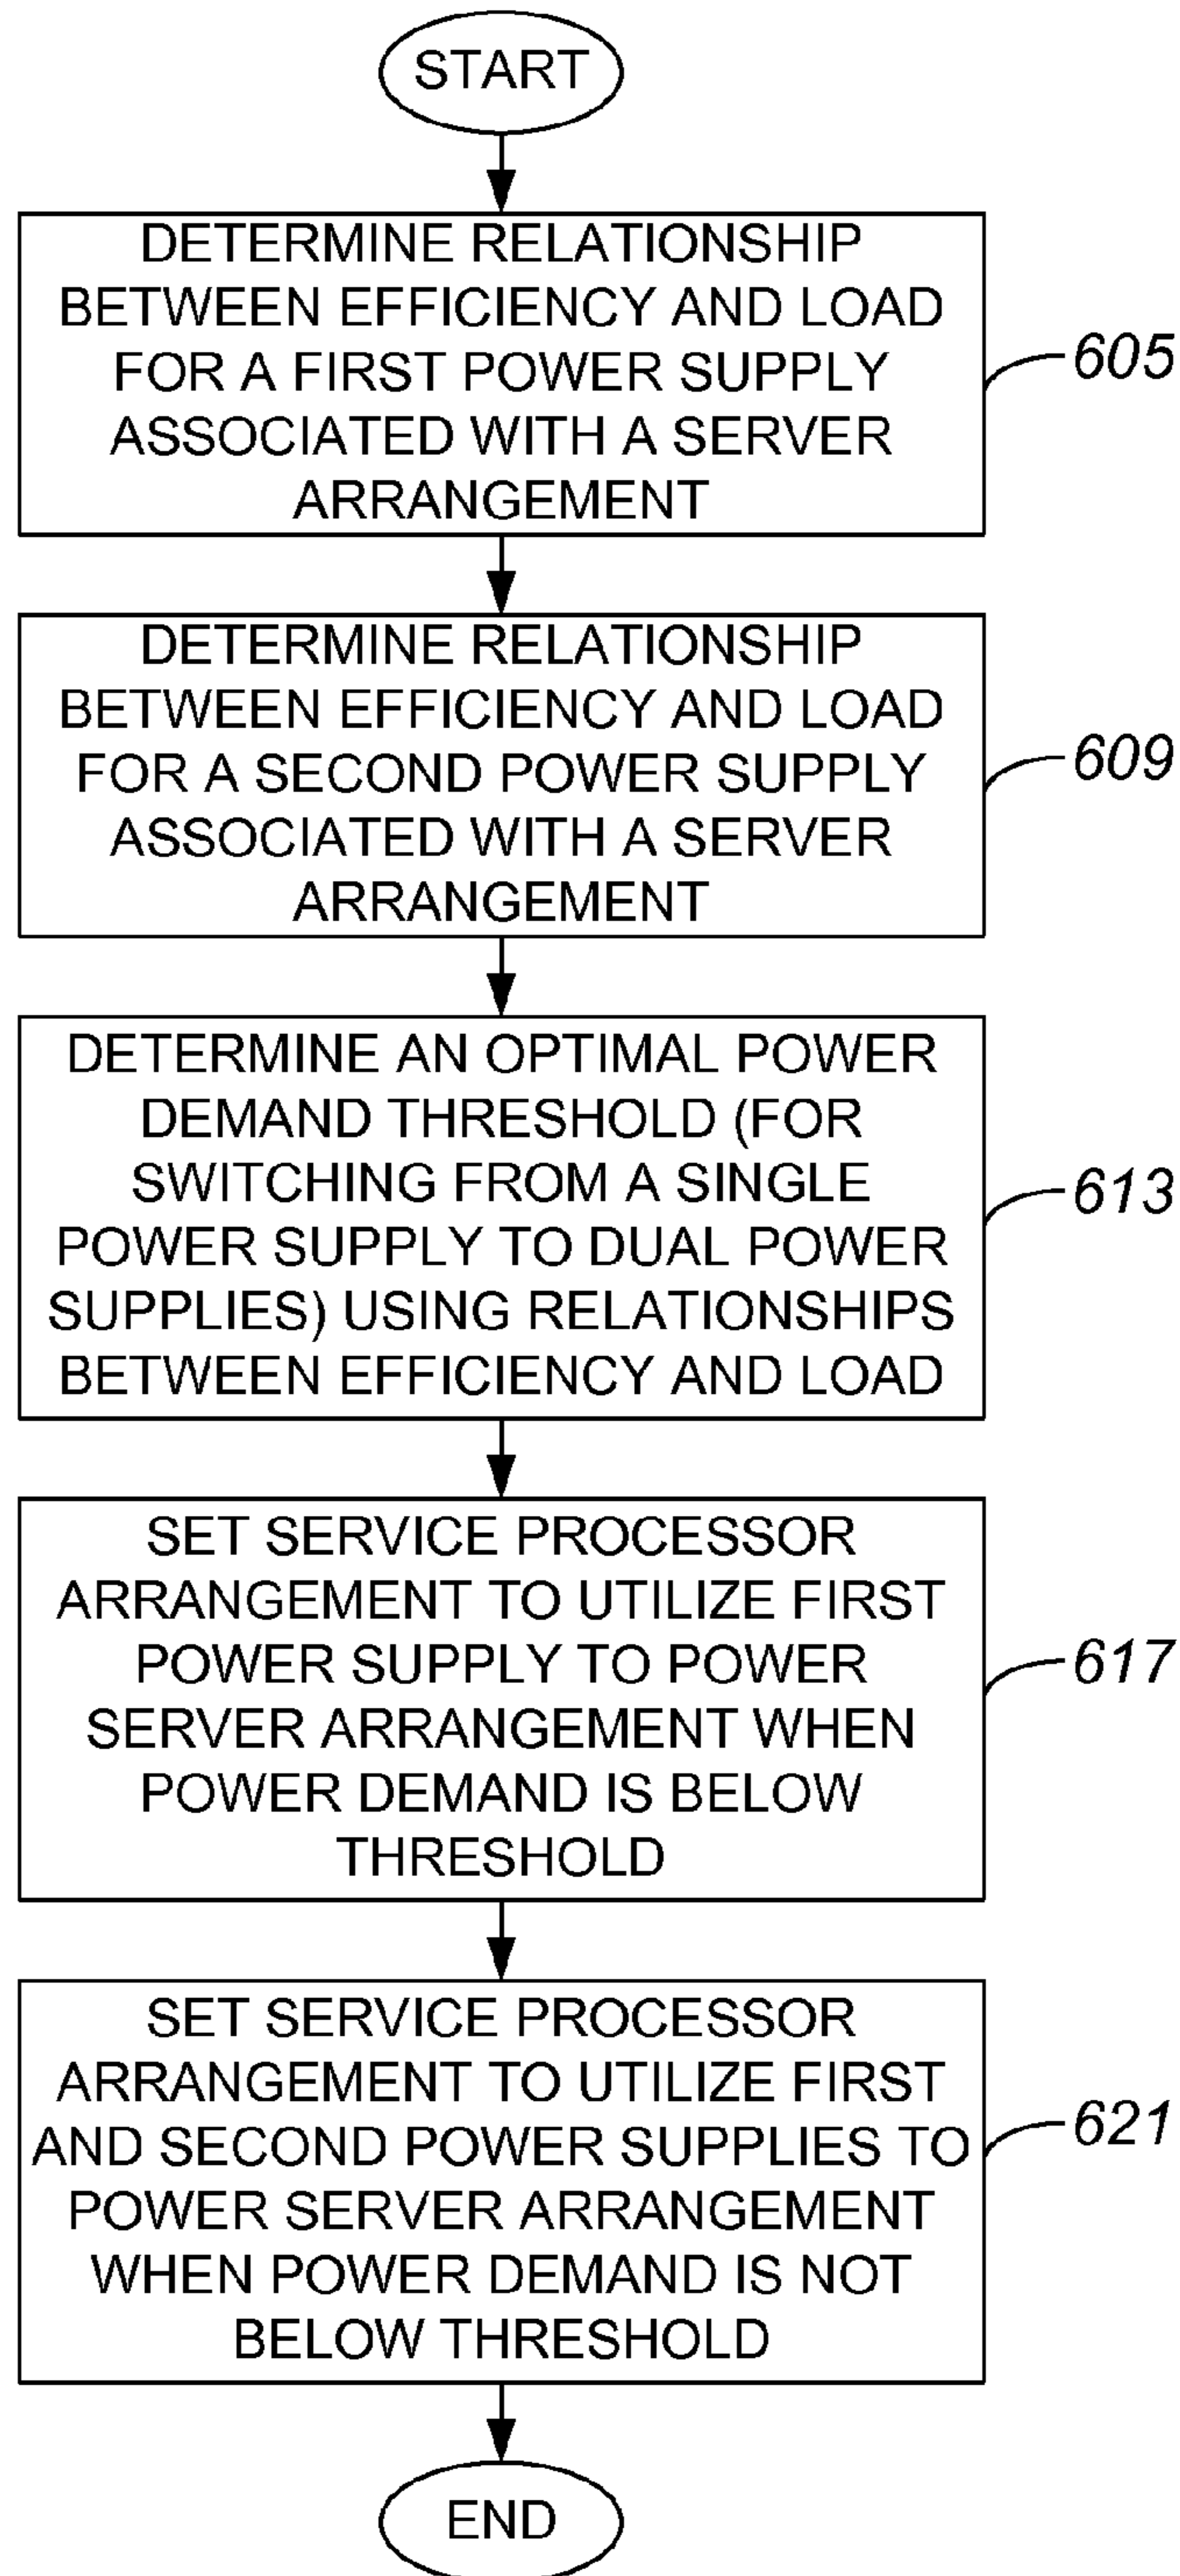 START
DETERMINE RELATIONSHIP
BETWEEN EFFICIENCY AND LOAD
FOR A FIRST POWER SUPPLY
ASSOCIATED WITH A SERVER
ARRANGEMENT
605
DETERMINE RELATIONSHIP
BETWEEN EFFICIENCY AND LOAD
FOR A SECOND POWER SUPPLY
ASSOCIATED WITH A SERVER
ARRANGEMENT
609
DETERMINE AN OPTIMAL POWER
DEMAND THRESHOLD (FOR
SWITCHING FROM A SINGLE
POWER SUPPLY TO DUAL POWER
SUPPLIES) USING RELATIONSHIPS
BETWEEN EFFICIENCY AND LOAD
613
SET SERVICE PROCESSOR
ARRANGEMENT TO UTILIZE FIRST
POWER SUPPLY TO POWER
SERVER ARRANGEMENT WHEN
POWER DEMAND IS BELOW
THRESHOLD
617
SET SERVICE PROCESSOR
ARRANGEMENT TO UTILIZE FIRST
AND SECOND POWER SUPPLIES TO
POWER SERVER ARRANGEMENT
WHEN POWER DEMAND IS NOT
BELOW THRESHOLD
621
END